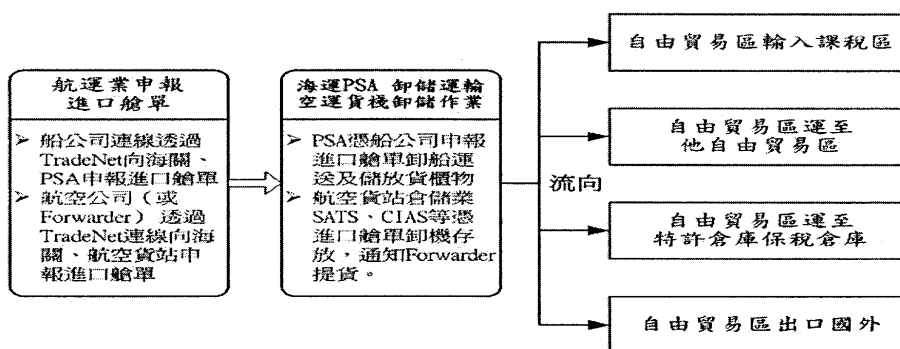 航運業申報
進口艙單
➢ 船公司連線透過
TradeNet向海關、
PSA申報進口艙單
➢ 航空公司（或
Forwarder）透過
TradeNet連線向海
關、航空貨站申
報進口艙單
海運PSA 卸儲運輸
空運貨棧卸儲作業
➢ PSA憑船公司申報
進口艙單卸船運
送及儲放貨櫃物
➢ 航空貨站倉儲業
SATS、CIAS等憑
進口艙單卸機存
放，通知Forwarder
提貨。
流向
自由貿易區輸入課稅區
自由貿易區運至
他自由貿易區
自由貿易區運至
特許倉庫保稅倉庫
自由貿易區出口國外